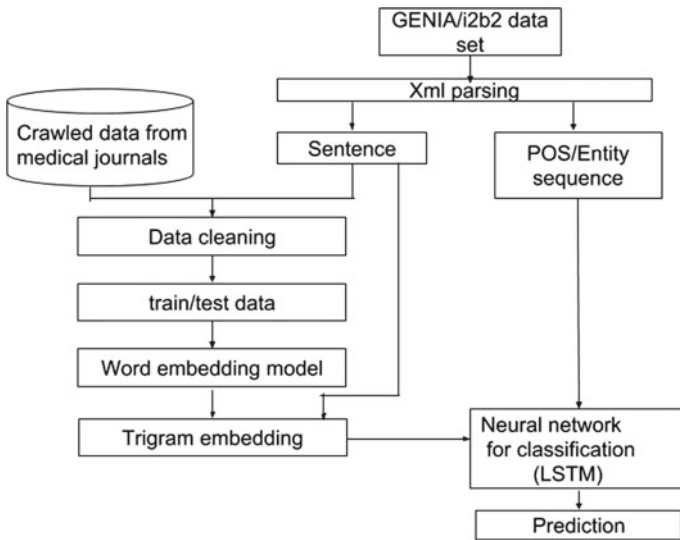 GENIA/i2b2 data
set
Xml parsing
Crawled data from
medical journals
Sentence
POS/Entity
sequence
Data cleaning
train/test data
Word embedding model
Trigram embedding
Neural network
for classification
(LSTM)
Prediction